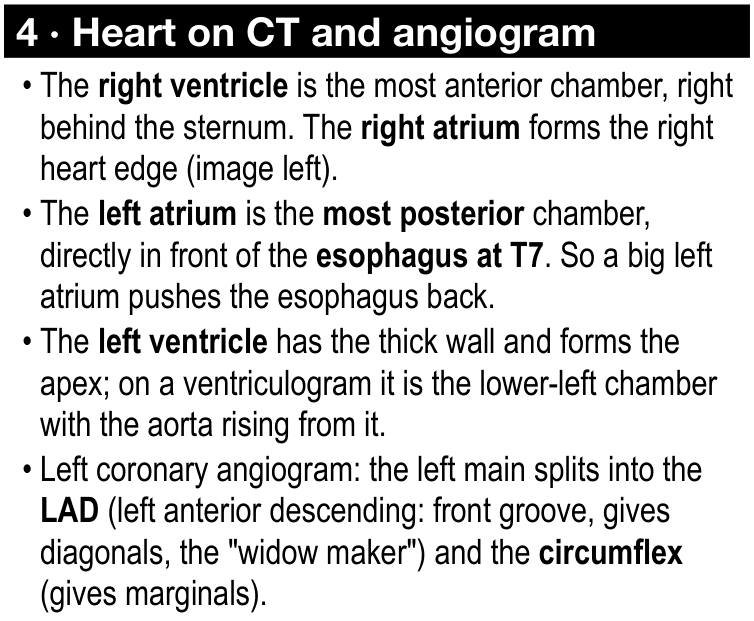 4 · Heart on CT and angiogram
• The right ventricle is the most anterior chamber, right
behind the sternum. The right atrium forms the right
heart edge (image left).
• The left atrium is the most posterior chamber,
directly in front of the esophagus at T7. So a big left
atrium pushes the esophagus back.
• The left ventricle has the thick wall and forms the
apex; on a ventriculogram it is the lower-left chamber
with the aorta rising from it.
• Left coronary angiogram: the left main splits into the
LAD (left anterior descending: front groove, gives
diagonals, the "widow maker") and the circumflex
(gives marginals).